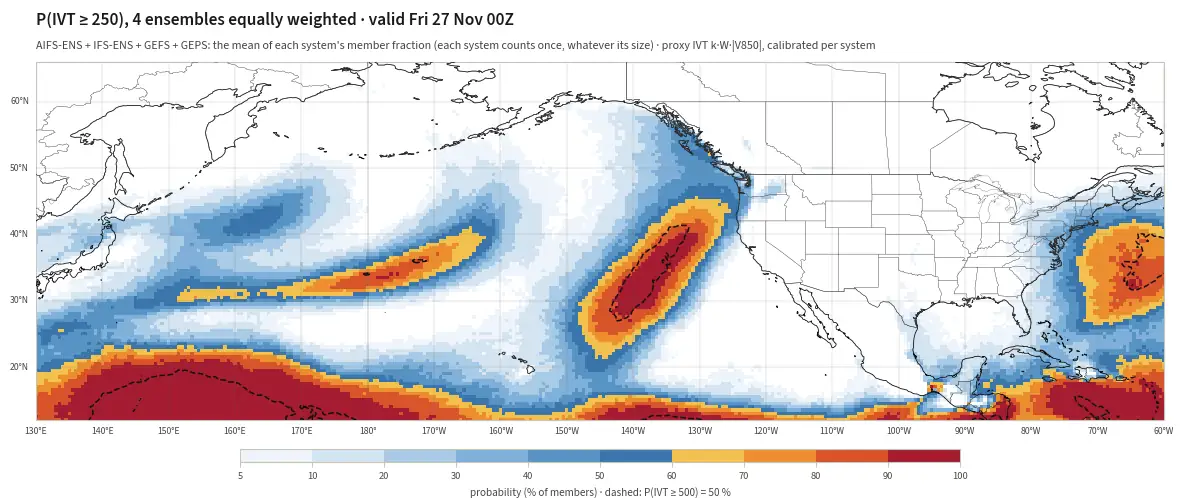 P(IVT ≥ 250), 4 ensembles equally weighted · valid Fri 27 Nov 00Z
AIFS-ENS + IFS-ENS + GEFS + GEPS: the mean of each system's member fraction (each system counts once, whatever its size) · proxy IVT k·W·|V850|, calibrated per system
60°N
50°N
40°N
30°N
20°N
130°E 140°E 150°E 160°E 170°E 180° 170°W 160°W 150°W 140°W 130°W 120°W 110°W 100°W 90°W 80°W 70°W 60°W
5 10 20 30 40 50 60 70 80 90 100
probability (% of members) · dashed: P(IVT ≥ 500) = 50 %